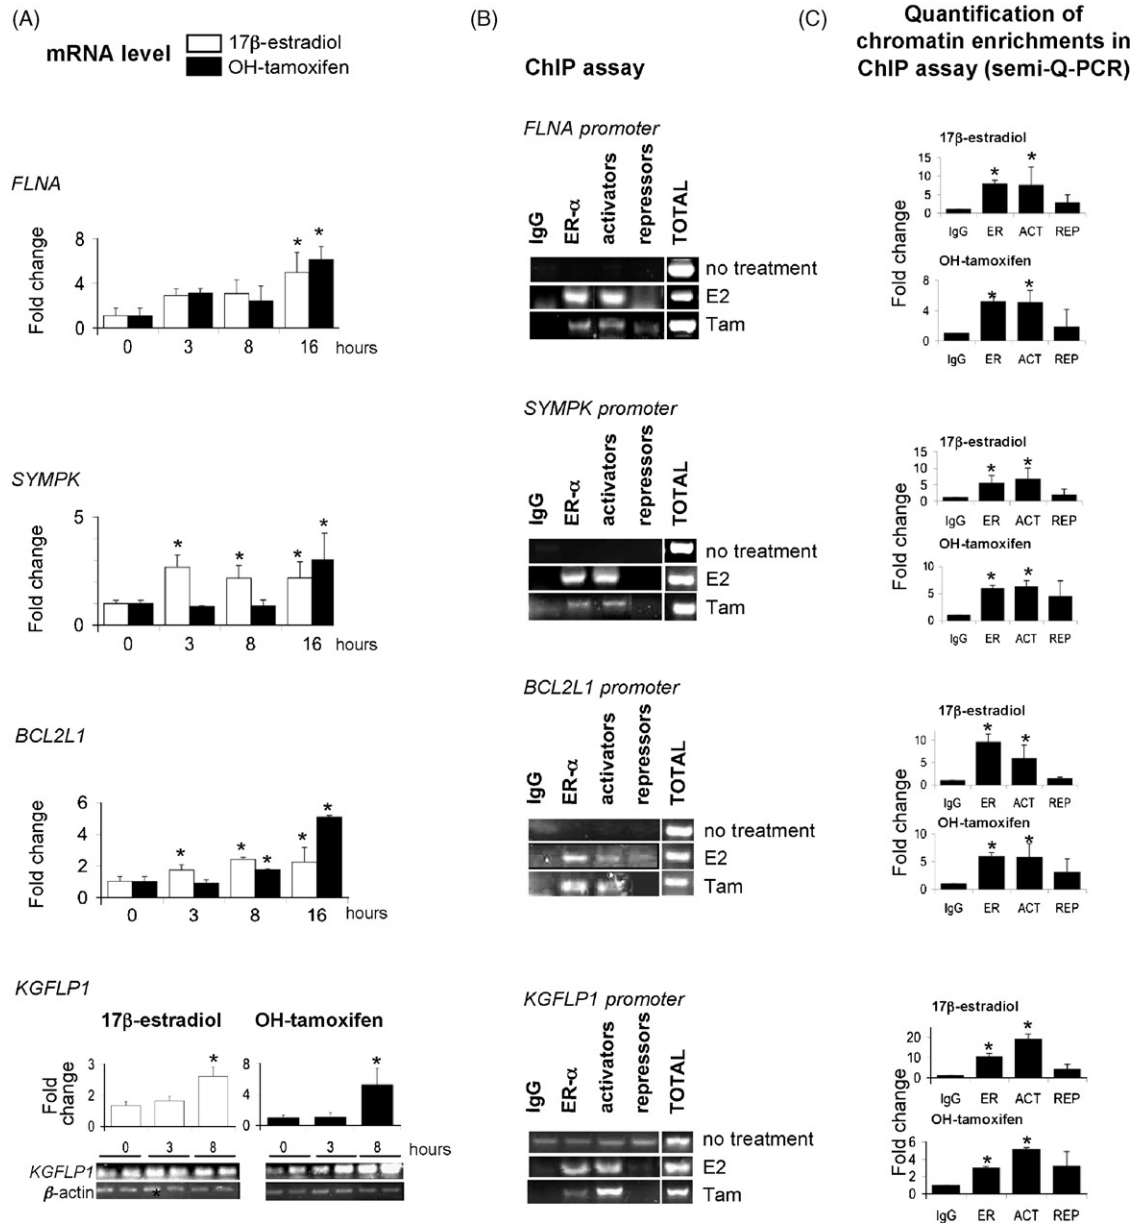 (A)
mRNA level
17β-estradiol
OH-tamoxifen
FLNA
Fold change
8
4
0
0 3 8 16 hours
SYMPK
Fold change
5
0
* * * *
0 3 8 16 hours
BCL2L1
Fold change
6
4
2
0
* * * * *
0 3 8 16 hours
KGFLP1
17β-estradiol OH-tamoxifen
Fold change
3
2
0
*
8
4
0
*
0 3 8 0 3 8 hours
KGFLP1
β-actin *
(B)
ChIP assay
FLNA promoter
IgG ER-α activators repressors TOTAL
no treatment
E2
Tam
SYMPK promoter
IgG ER-α activators repressors TOTAL
no treatment
E2
Tam
BCL2L1 promoter
IgG ER-α activators repressors TOTAL
no treatment
E2
Tam
KGFLP1 promoter
IgG ER-α activators repressors TOTAL
no treatment
E2
Tam
(C)
Quantification of
chromatin enrichments in
ChIP assay (semi-Q-PCR)
Fold change
17β-estradiol
15
10
5
0
* *
IgG ER ACT REP
OH-tamoxifen
8
4
0
* *
IgG ER ACT REP
Fold change
17β-estradiol
15
10
5
0
* *
IgG ER ACT REP
OH-tamoxifen
10
5
0
* *
IgG ER ACT REP
Fold change
17β-estradiol
10
5
0
* *
IgG ER ACT REP
OH-tamoxifen
10
5
0
* *
IgG ER ACT REP
Fold change
17β-estradiol
20
10
0
* *
IgG ER ACT REP
OH-tamoxifen
6
4
2
0
* *
IgG ER ACT REP